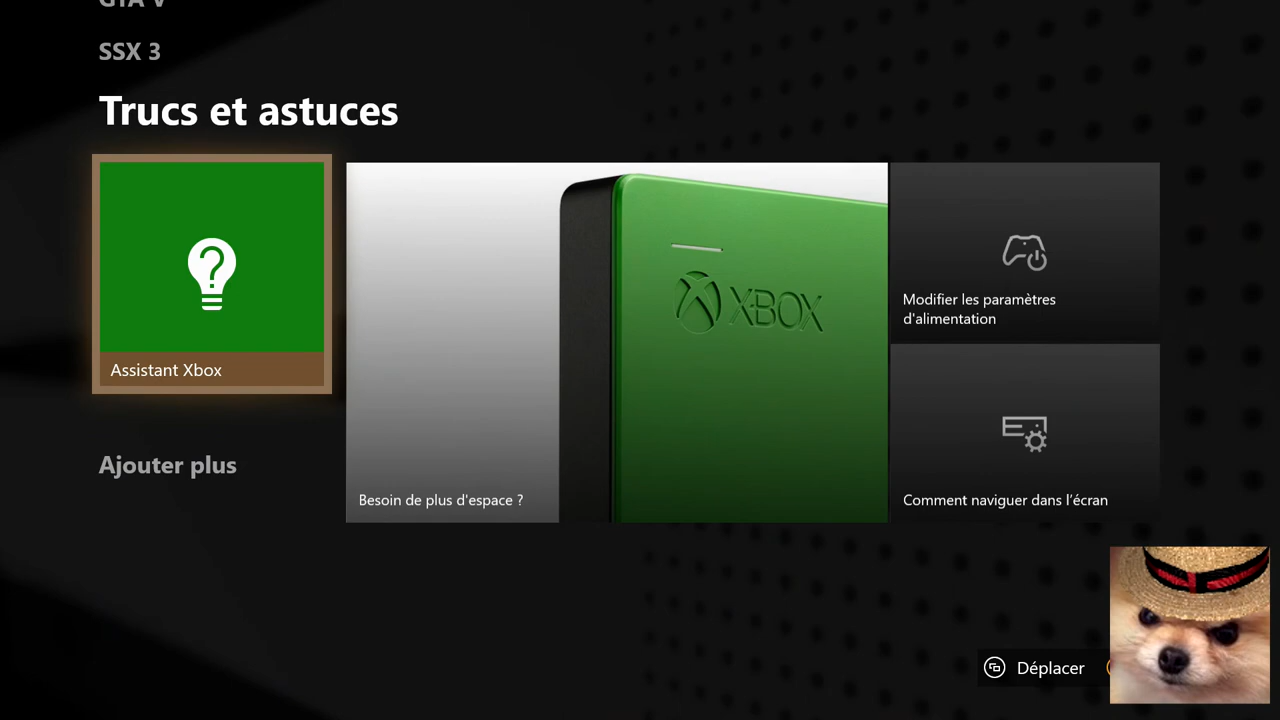 GTA V
SSX 3
Trucs et astuces
Assistant Xbox
XBOX
Besoin de plus d'espace ?
Modifier les paramètres
d'alimentation
Comment naviguer dans l'écran
Ajouter plus
Déplacer